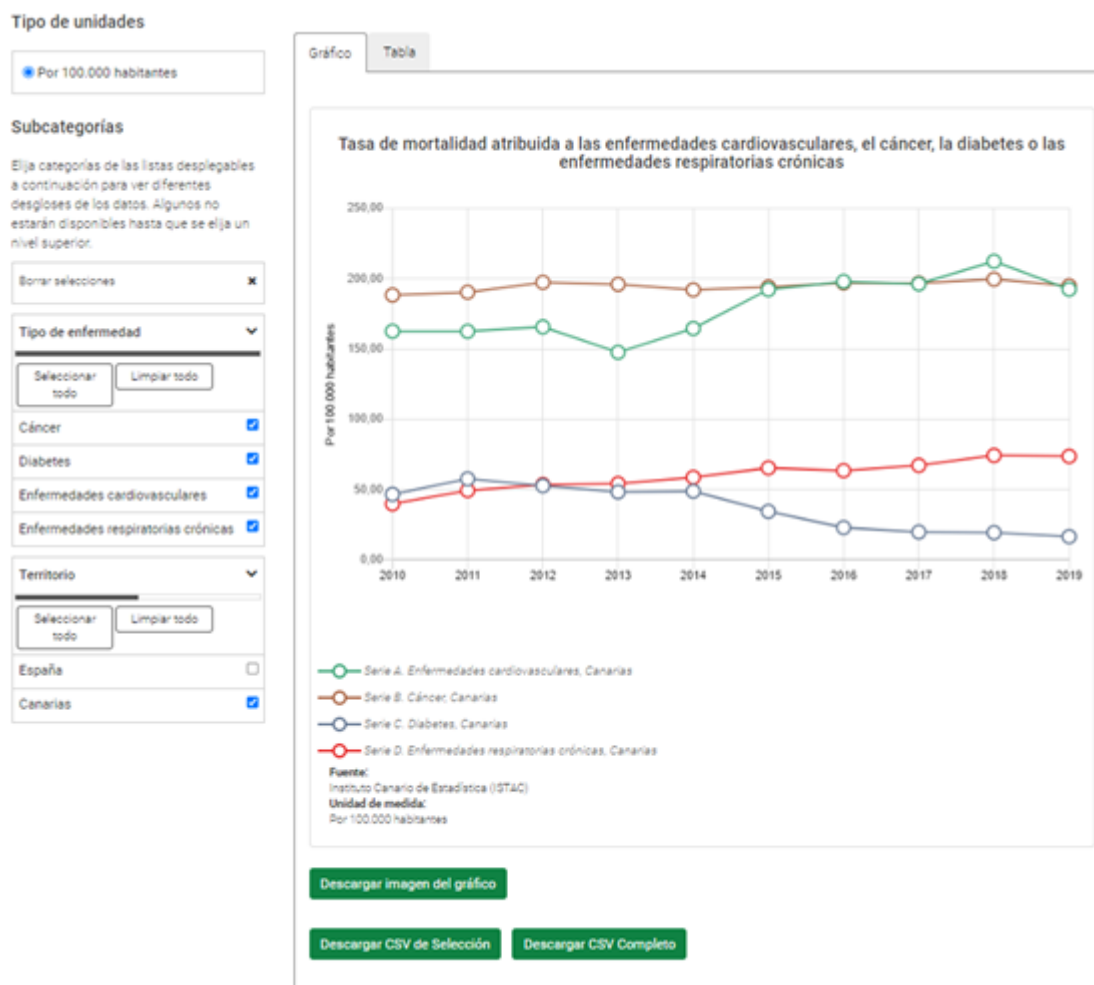 Tipo de unidades
Por 100.000 habitantes
Subcategorías
Elija categorías de las listas desplegables
a continuación para ver diferentes
desgloses de los datos. Algunos no
estarán disponibles hasta que se elija un
nivel superior.
Borrar selecciones
Tipo de enfermedad
Seleccionar
todo
Limpiar todo
Cáncer
Diabetes
Enfermedades cardiovasculares
Enfermedades respiratorias crónicas
Territorio
Seleccionar
todo
Limpiar todo
España
Canarias
Gráfico
Tabla
Tasa de mortalidad atribuida a las enfermedades cardiovasculares, el cáncer, la diabetes o las
enfermedades respiratorias crónicas
Por 100 000 habitantes
250,00
200,00
150,00
100,00
50,00
0,00
2010 2011 2012 2013 2014 2015 2016 2017 2018 2019
Serie A. Enfermedades cardiovasculares, Canarias
Serie B. Cáncer, Canarias
Serie C. Diabetes, Canarias
Serie D. Enfermedades respiratorias crónicas, Canarias
Fuente:
Instituto Canario de Estadística (ISTAC)
Unidad de medida:
Por 100.000 habitantes
Descargar imagen del gráfico
Descargar CSV de Selección
Descargar CSV Completo